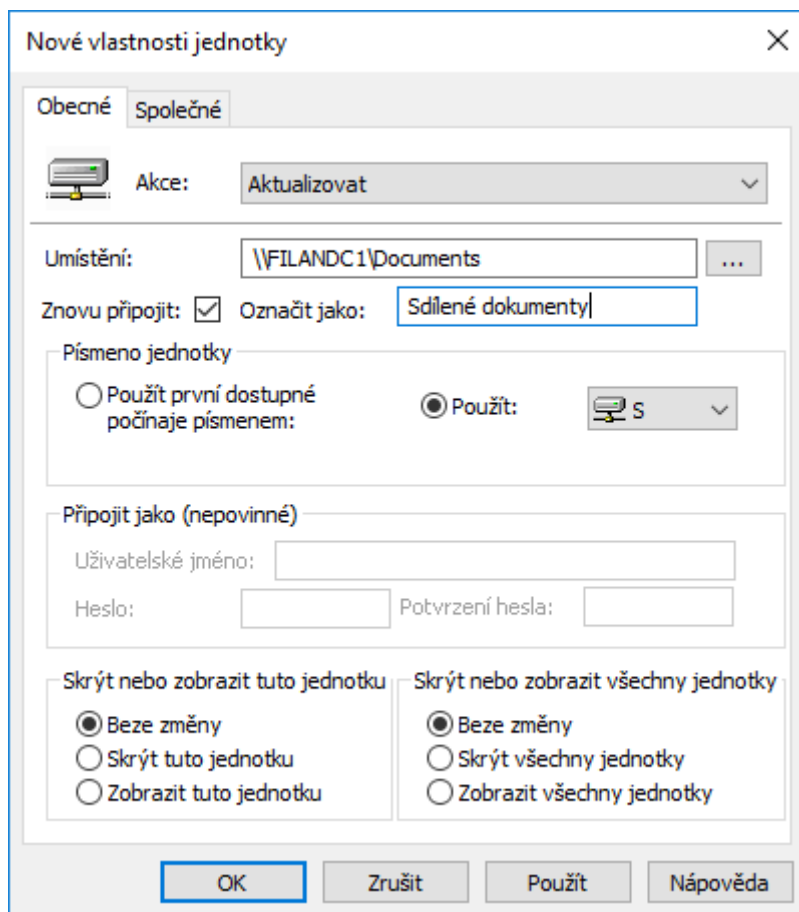 Nové vlastnosti jednotky
Obecné Společné
Akce: Aktualizovat
Umístění: \\FILANDC1\Documents ...
Znovu připojit: Označit jako: Sdílené dokumenty
Písmeno jednotky
Použít první dostupné počínaje písmenem: Použít: S
Připojit jako (nepovinné)
Uživatelské jméno:
Heslo: Potvrzení hesla:
Skrýt nebo zobrazit tuto jednotku Skrýt nebo zobrazit všechny jednotky
Beze změny Beze změny
Skrýt tuto jednotku Skrýt všechny jednotky
Zobrazit tuto jednotku Zobrazit všechny jednotky
OK Zrušit Použít Nápověda